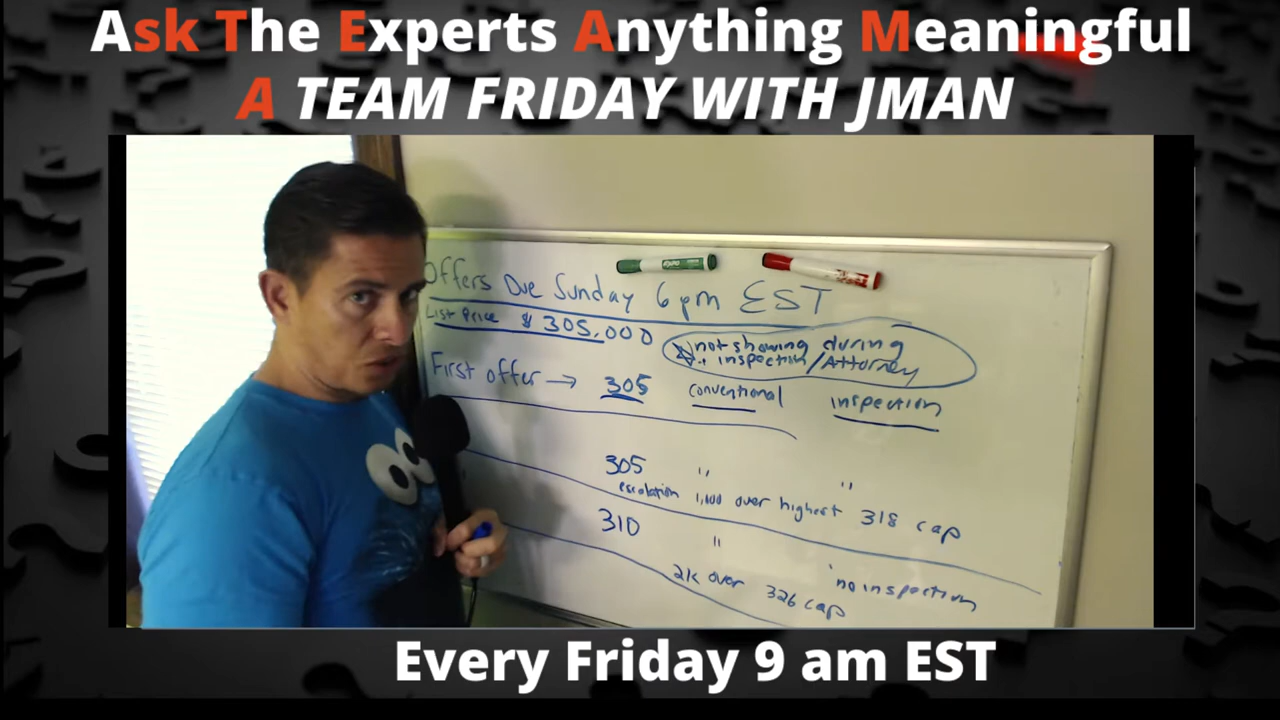 Ask The Experts Anything Meaningful
A TEAM FRIDAY WITH JMAN
Offers Due Sunday 6pm EST
List Price $ 305,000
not showing during
inspection/Attorney
First offer → 305 conventional inspection
305 " "
escalation 1,000 over highest 318 cap
310 " no inspection
2k over 326 cap
Every Friday 9 am EST